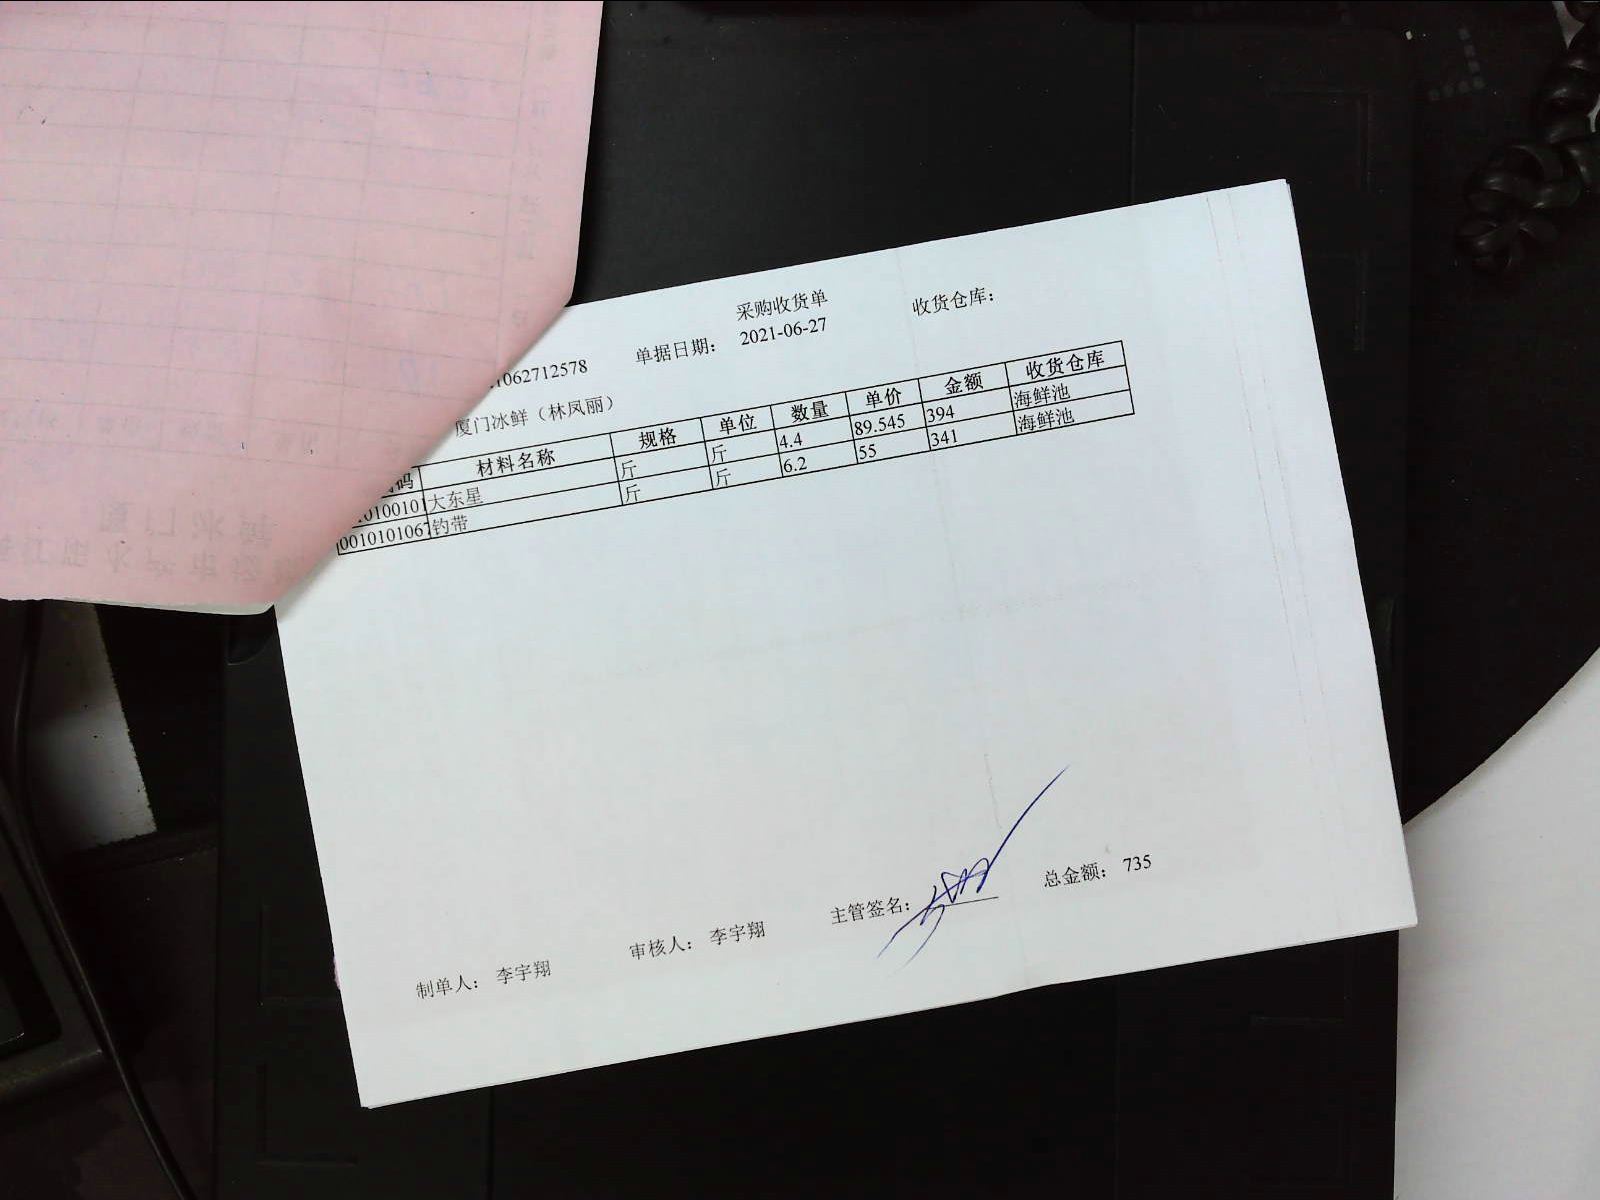 采购收货单
1062712578 单据日期： 2021-06-27 收货仓库：
厦门冰鲜（林凤丽）
码 材料名称 规格 单位 数量 单价 金额 收货仓库
0100101 大东星 斤 斤 4.4 89.545 394 海鲜池
0010101067 钓带 斤 斤 6.2 55 341 海鲜池
制单人： 李宇翔 审核人： 李宇翔 主管签名： 总金额： 735